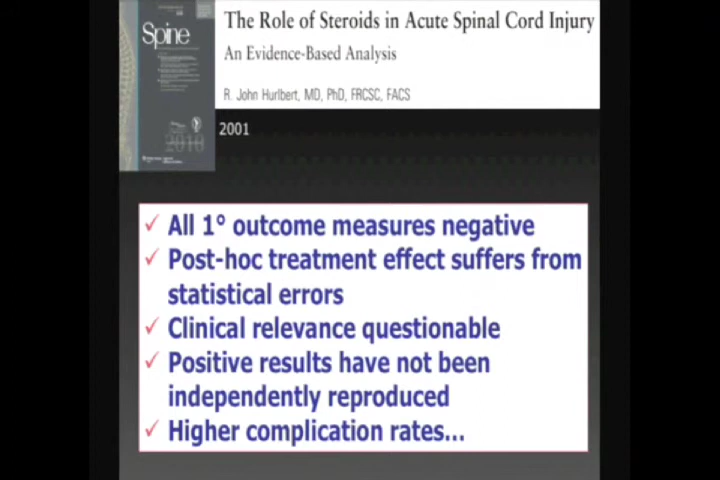 Spine
The Role of Steroids in Acute Spinal Cord Injury
An Evidence-Based Analysis
R. John Hurlbert, MD, PhD, FRCSC, FACS
2001
2010
✓ All 1° outcome measures negative
✓ Post-hoc treatment effect suffers from
statistical errors
✓ Clinical relevance questionable
✓ Positive results have not been
independently reproduced
✓ Higher complication rates...